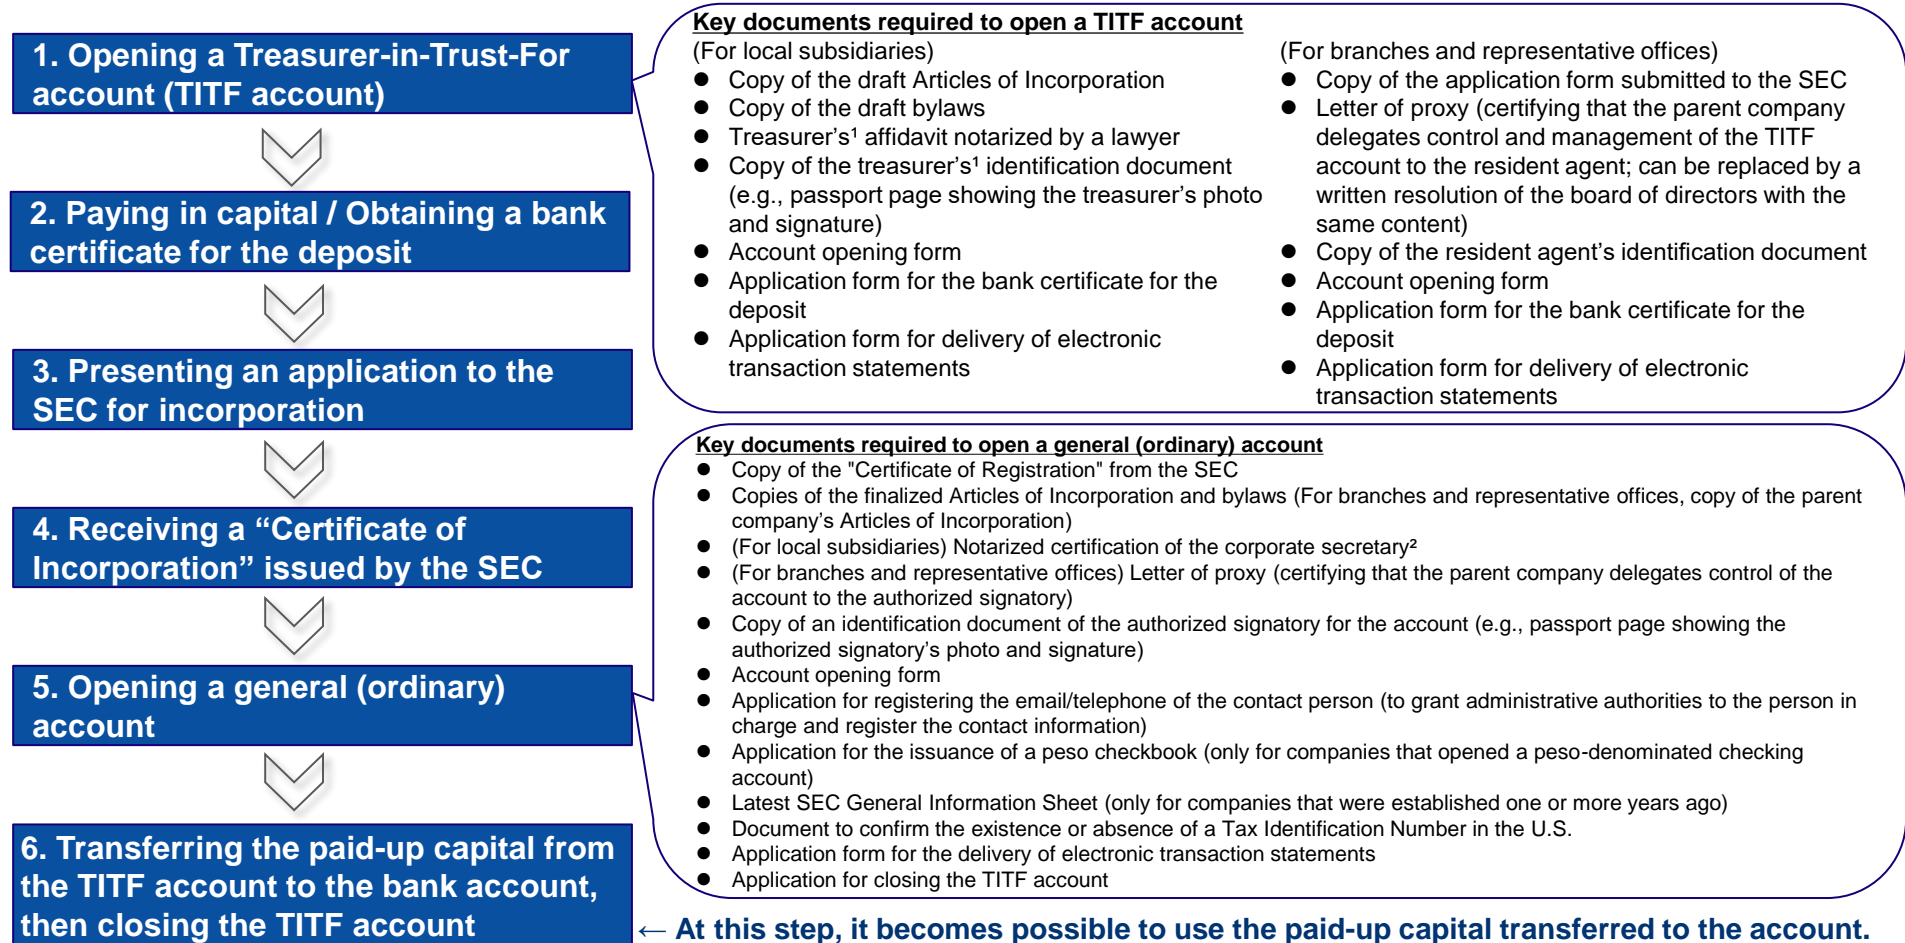 1. Opening a Treasurer-in-Trust-For
account (TITF account)
2. Paying in capital / Obtaining a bank
certificate for the deposit
3. Presenting an application to the
SEC for incorporation
4. Receiving a “Certificate of
Incorporation” issued by the SEC
5. Opening a general (ordinary)
account
6. Transferring the paid-up capital from
the TITF account to the bank account,
then closing the TITF account
Key documents required to open a TITF account
(For local subsidiaries)
● Copy of the draft Articles of Incorporation
● Copy of the draft bylaws
● Treasurer’s¹ affidavit notarized by a lawyer
● Copy of the treasurer’s¹ identification document
(e.g., passport page showing the treasurer’s photo
and signature)
● Account opening form
● Application form for the bank certificate for the
deposit
● Application form for delivery of electronic
transaction statements
(For branches and representative offices)
● Copy of the application form submitted to the SEC
● Letter of proxy (certifying that the parent company
delegates control and management of the TITF
account to the resident agent; can be replaced by a
written resolution of the board of directors with the
same content)
● Copy of the resident agent’s identification document
● Account opening form
● Application form for the bank certificate for the
deposit
● Application form for delivery of electronic
transaction statements
Key documents required to open a general (ordinary) account
● Copy of the "Certificate of Registration" from the SEC
● Copies of the finalized Articles of Incorporation and bylaws (For branches and representative offices, copy of the parent
company’s Articles of Incorporation)
● (For local subsidiaries) Notarized certification of the corporate secretary²
● (For branches and representative offices) Letter of proxy (certifying that the parent company delegates control of the
account to the authorized signatory)
● Copy of an identification document of the authorized signatory for the account (e.g., passport page showing the
authorized signatory’s photo and signature)
● Account opening form
● Application for registering the email/telephone of the contact person (to grant administrative authorities to the person in
charge and register the contact information)
● Application for the issuance of a peso checkbook (only for companies that opened a peso-denominated checking
account)
● Latest SEC General Information Sheet (only for companies that were established one or more years ago)
● Document to confirm the existence or absence of a Tax Identification Number in the U.S.
● Application form for the delivery of electronic transaction statements
● Application for closing the TITF account
← At this step, it becomes possible to use the paid-up capital transferred to the account.